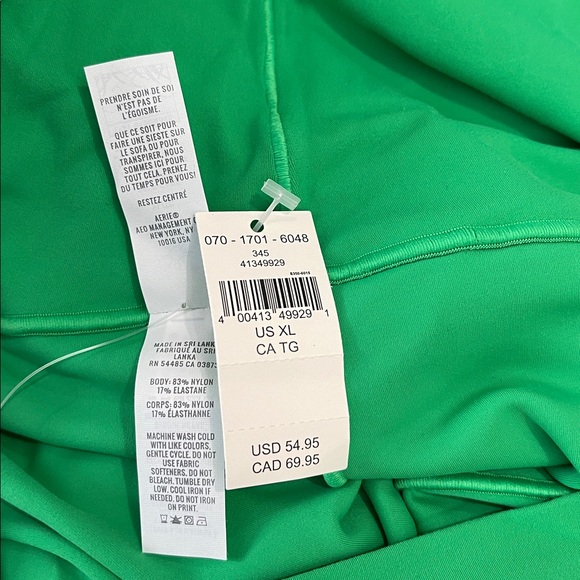 PRENDRE SOIN DE SOI
N'EST PAS DE
L'ÉGOISME.
QUE CE SOIT POUR
FAIRE UNE SIESTE SUR
LE SOFA OU POUR
TRANSPIRER, NOUS
SOMMES ICI POUR
TOUT CELA. PRENEZ
DU TEMPS POUR VOUS!
RESTEZ CENTRÉ
AERIE®
AEO MANAGEMENT
NEW YORK, NY
10016 USA
070 - 1701 - 6048
345
41349929
4 00413 49929 1
US XL
CA TG
USD 54.95
CAD 69.95
MADE IN SRI LANKA
FABRIQUÉ AU SRI
LANKA
RN 54485 CA 0387
BODY: 83% NYLON
17% ELASTANE
CORPS: 83% NYLON
17% ÉLASTHANNE
MACHINE WASH COLD
WITH LIKE COLORS,
GENTLE CYCLE. DO NOT
USE FABRIC
SOFTENERS. DO NOT
BLEACH. TUMBLE DRY
LOW. COOL IRON IF
NEEDED. DO NOT IRON
ON PRINT.